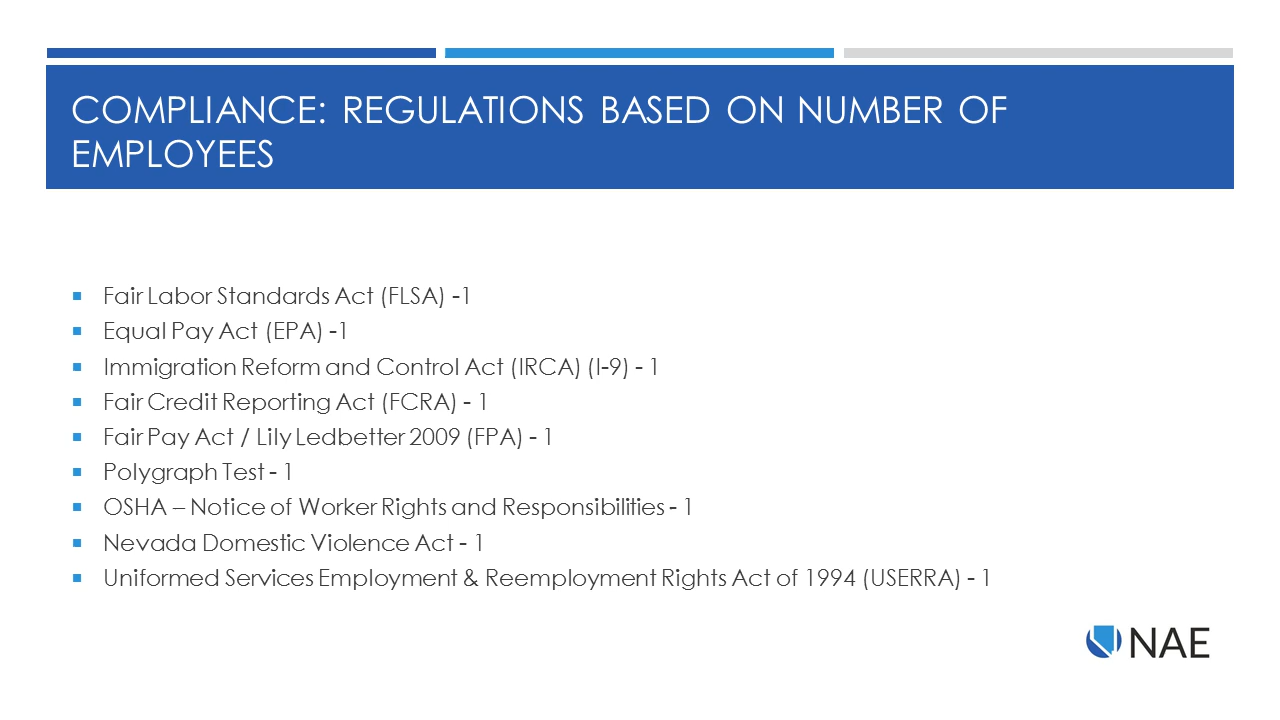 COMPLIANCE: REGULATIONS BASED ON NUMBER OF
EMPLOYEES
Fair Labor Standards Act (FLSA) -1
Equal Pay Act (EPA) -1
Immigration Reform and Control Act (IRCA) (I-9) - 1
Fair Credit Reporting Act (FCRA) - 1
Fair Pay Act / Lily Ledbetter 2009 (FPA) - 1
Polygraph Test - 1
OSHA – Notice of Worker Rights and Responsibilities - 1
Nevada Domestic Violence Act - 1
Uniformed Services Employment & Reemployment Rights Act of 1994 (USERRA) - 1
NAE